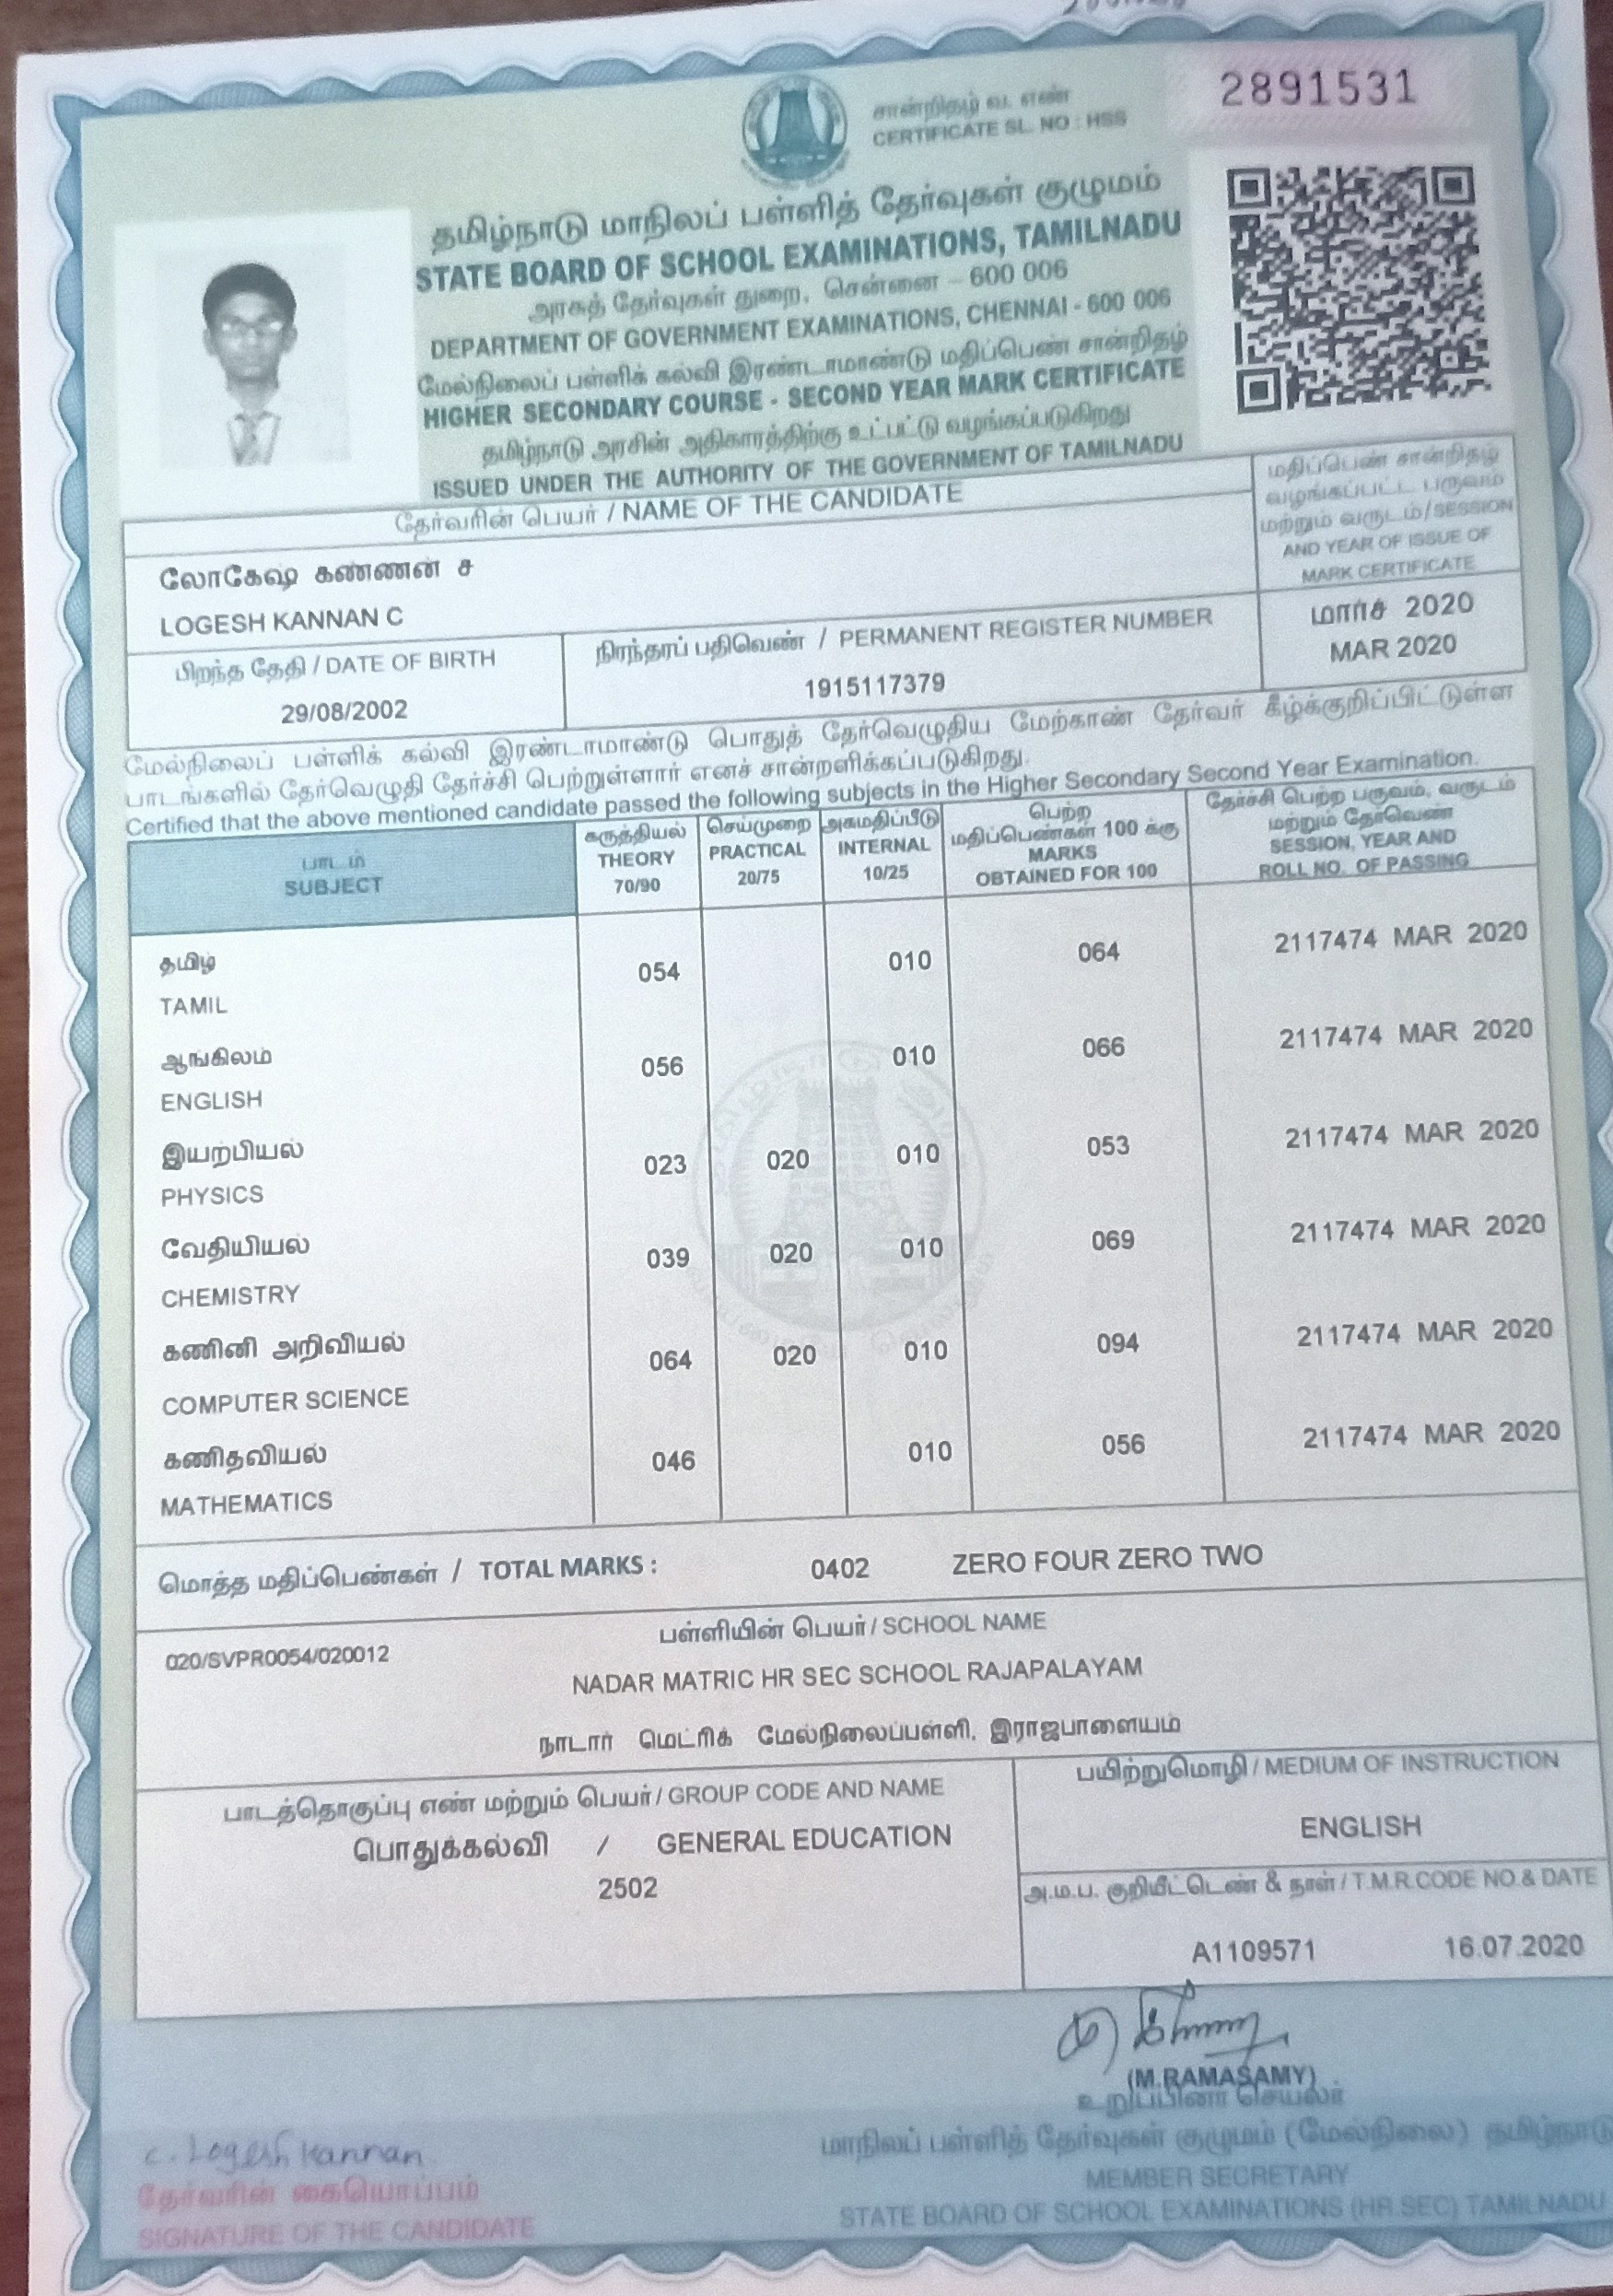 சான்றிதழ் வ. எண்
CERTIFICATE SL. NO : HSS
2891531
தமிழ்நாடு மாநிலப் பள்ளித் தேர்வுகள் குழுமம்
STATE BOARD OF SCHOOL EXAMINATIONS, TAMILNADU
அரசுத் தேர்வுகள் துறை, சென்னை – 600 006
DEPARTMENT OF GOVERNMENT EXAMINATIONS, CHENNAI - 600 006
மேல்நிலைப் பள்ளிக் கல்வி இரண்டாமாண்டு மதிப்பெண் சான்றிதழ்
HIGHER SECONDARY COURSE - SECOND YEAR MARK CERTIFICATE
தமிழ்நாடு அரசின் அதிகாரத்திற்கு உட்பட்டு வழங்கப்படுகிறது
ISSUED UNDER THE AUTHORITY OF THE GOVERNMENT OF TAMILNADU
தேர்வரின் பெயர் / NAME OF THE CANDIDATE
லோகேஷ் கண்ணன் ச
LOGESH KANNAN C
மதிப்பெண் சான்றிதழ்
வழங்கப்பட்ட பருவம்
மற்றும் வருடம் / SESSION
AND YEAR OF ISSUE OF
MARK CERTIFICATE
மார்ச் 2020
MAR 2020
பிறந்த தேதி / DATE OF BIRTH
29/08/2002
நிரந்தரப் பதிவெண் / PERMANENT REGISTER NUMBER
1915117379
மேல்நிலைப் பள்ளிக் கல்வி இரண்டாமாண்டு பொதுத் தேர்வெழுதிய மேற்காண் தேர்வர் கீழ்க்குறிப்பிட்டுள்ள
பாடங்களில் தேர்வெழுதி தேர்ச்சி பெற்றுள்ளார் எனச் சான்றளிக்கப்படுகிறது.
Certified that the above mentioned candidate passed the following subjects in the Higher Secondary Second Year Examination.
பாடம்
SUBJECT
கருத்தியல்
THEORY
70/90
செய்முறை
PRACTICAL
20/75
அகமதிப்பீடு
INTERNAL
10/25
பெற்ற
மதிப்பெண்கள் 100 க்கு
MARKS
OBTAINED FOR 100
தேர்ச்சி பெற்ற பருவம், வருடம்
மற்றும் தேர்வெண்
SESSION, YEAR AND
ROLL NO. OF PASSING
தமிழ்
TAMIL
054 010 064 2117474 MAR 2020
ஆங்கிலம்
ENGLISH
056 010 066 2117474 MAR 2020
இயற்பியல்
PHYSICS
023 020 010 053 2117474 MAR 2020
வேதியியல்
CHEMISTRY
039 020 010 069 2117474 MAR 2020
கணினி அறிவியல்
COMPUTER SCIENCE
064 020 010 094 2117474 MAR 2020
கணிதவியல்
MATHEMATICS
046 010 056 2117474 MAR 2020
மொத்த மதிப்பெண்கள் / TOTAL MARKS : 0402 ZERO FOUR ZERO TWO
பள்ளியின் பெயர் / SCHOOL NAME
020/SVPR0054/020012
NADAR MATRIC HR SEC SCHOOL RAJAPALAYAM
நாடார் மெட்ரிக் மேல்நிலைப்பள்ளி, இராஜபாளையம்
பாடத்தொகுப்பு எண் மற்றும் பெயர் / GROUP CODE AND NAME
பொதுக்கல்வி / GENERAL EDUCATION
2502
பயிற்றுமொழி / MEDIUM OF INSTRUCTION
ENGLISH
அ.ம.ப. குறியீட்டெண் & நாள் / T.M.R.CODE NO.& DATE
A1109571 16.07.2020
(M.RAMASAMY)
உறுப்பினர் செயலர்
மாநிலப் பள்ளித் தேர்வுகள் குழுமம் (மேல்நிலை) தமிழ்நாடு
MEMBER SECRETARY
STATE BOARD OF SCHOOL EXAMINATIONS (HR.SEC) TAMILNADU
C. Logesh Kannan
தேர்வரின் கையொப்பம்
SIGNATURE OF THE CANDIDATE